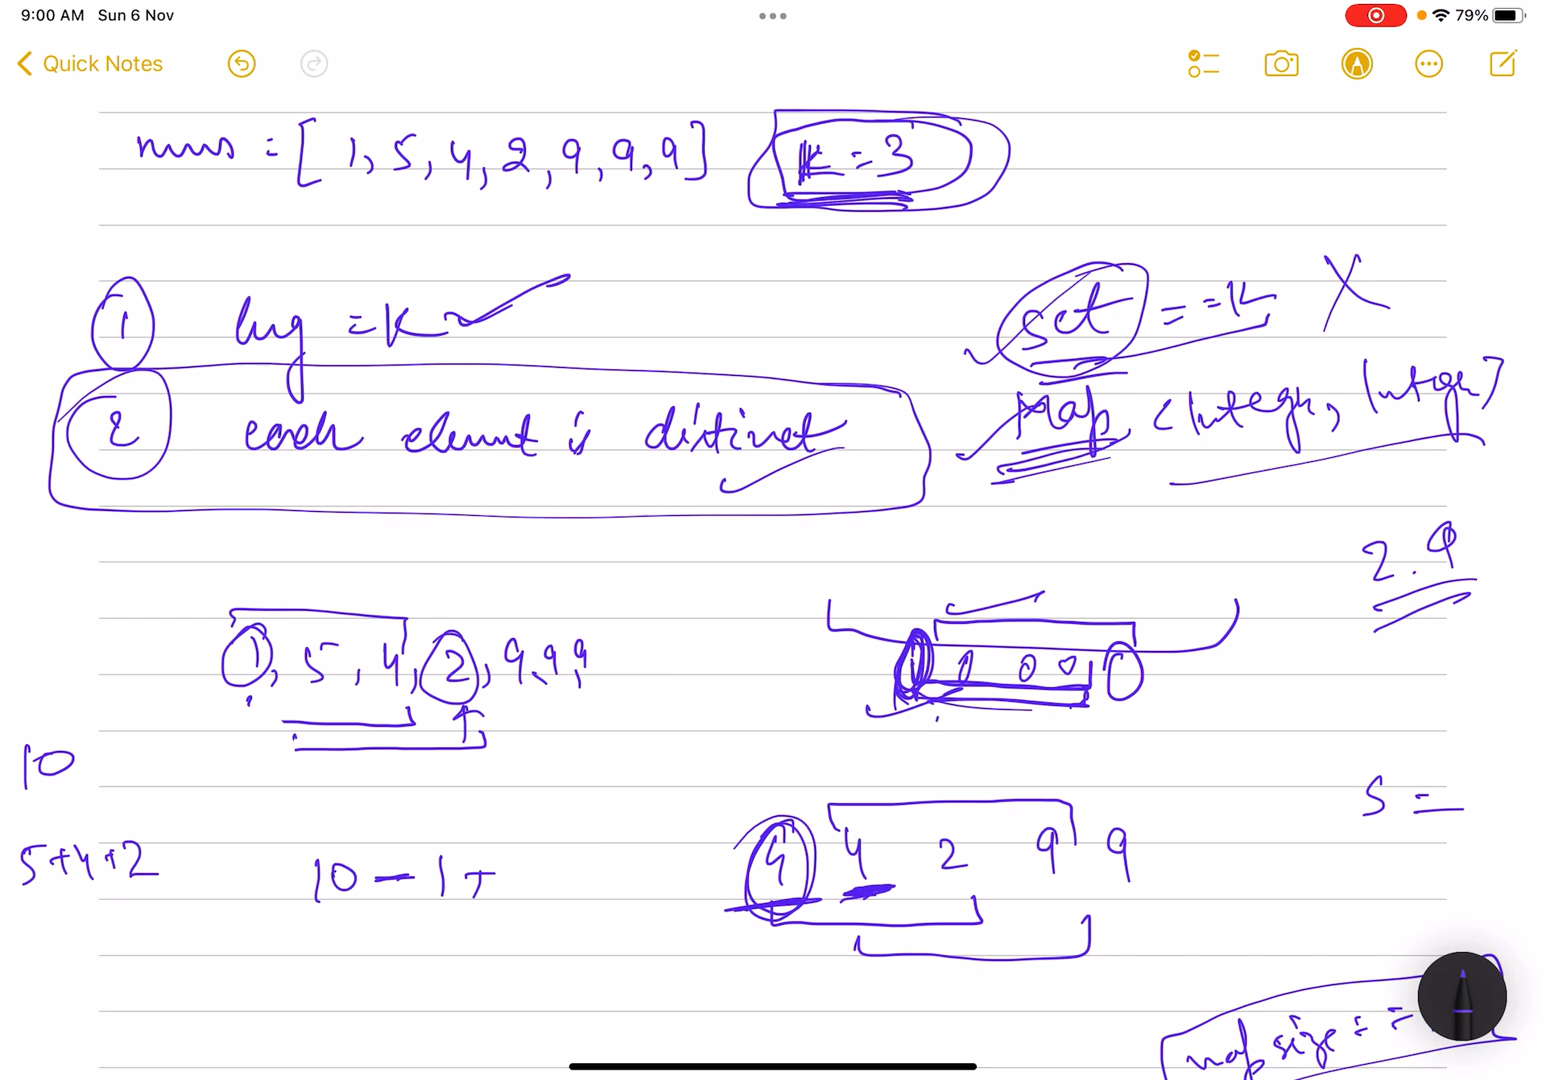 9:00 AM Sun 6 Nov
79%
Quick Notes
nums = [ 1, 5, 4, 2, 9, 9, 9 ] K = 3
1 = K
set == K X
2 each element is distinct
map < Integer, Integer >
2.
1, 5, 4, 2, 9, 9, 9
10
S =
5+4+2 10 - 1 +
4 4 2 9 9
map size = =